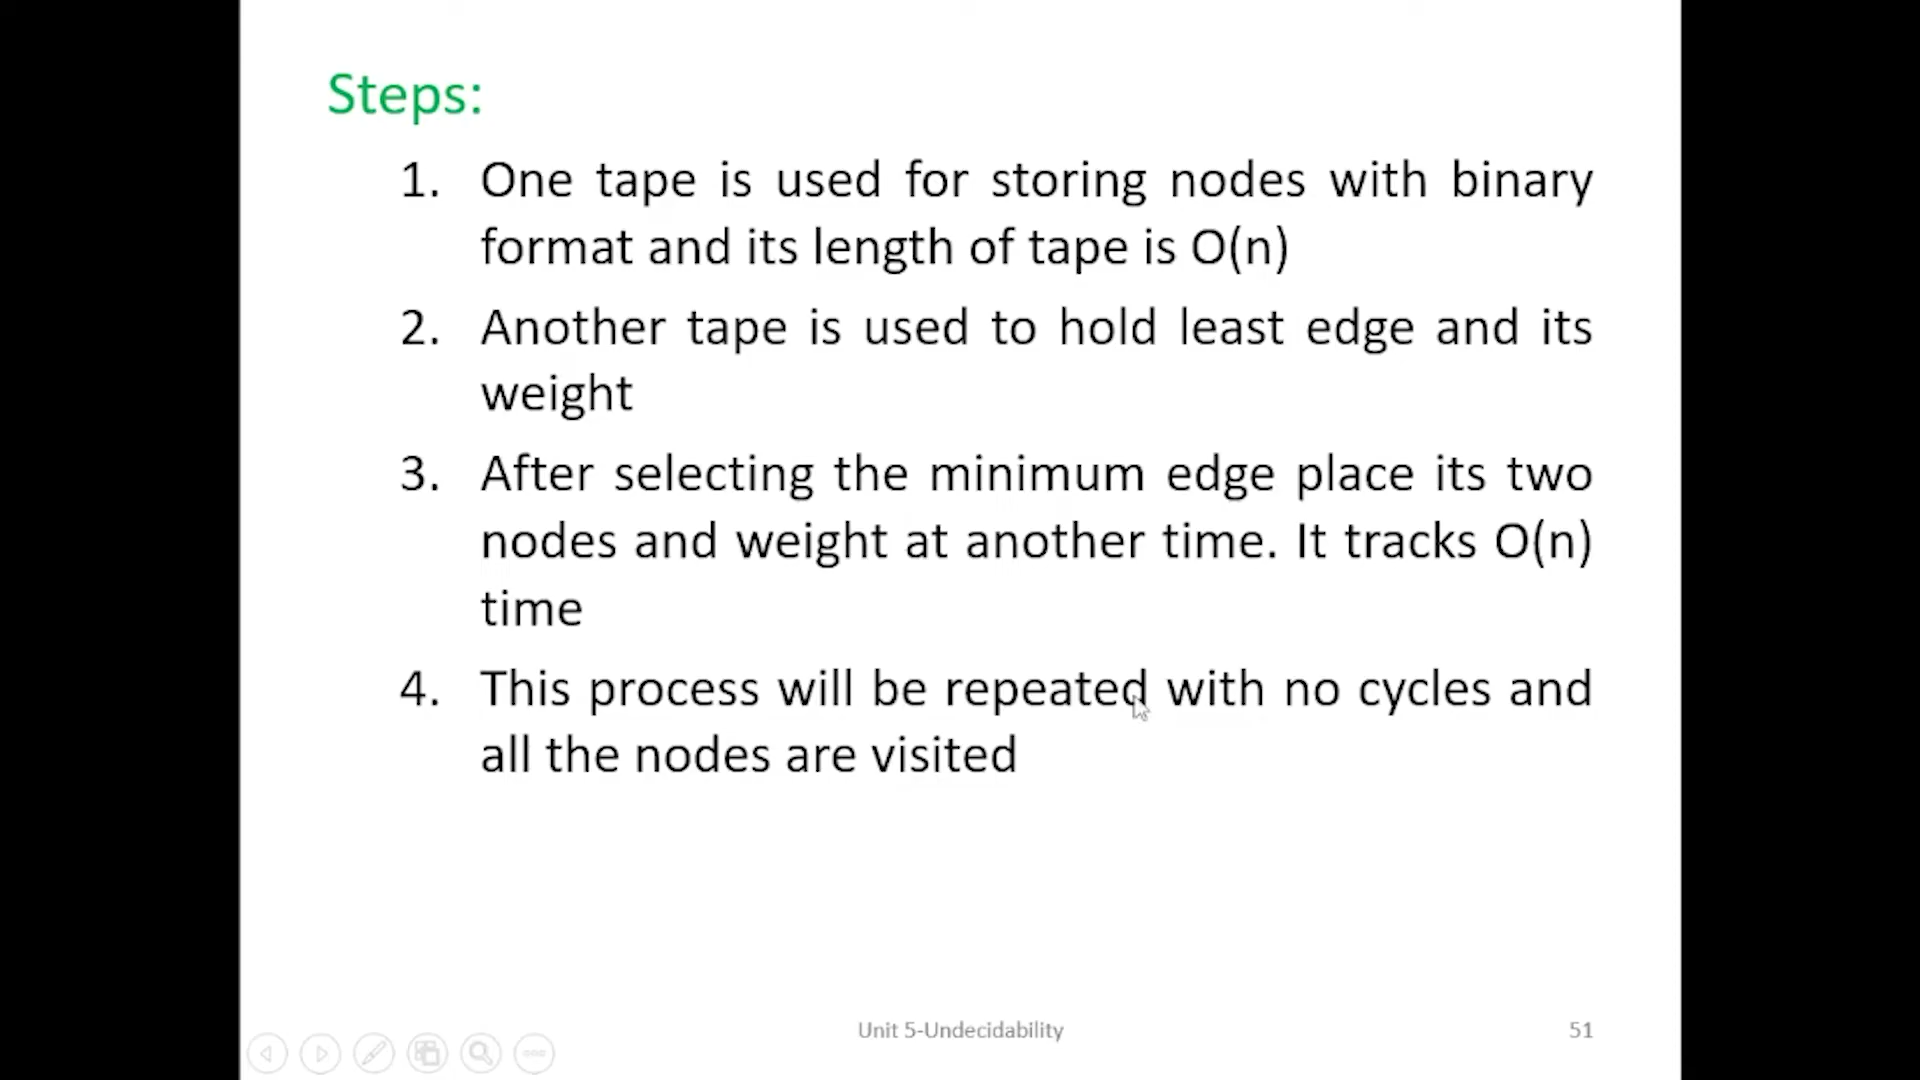 Steps:
1. One tape is used for storing nodes with binary
format and its length of tape is O(n)
2. Another tape is used to hold least edge and its
weight
3. After selecting the minimum edge place its two
nodes and weight at another time. It tracks O(n)
time
4. This process will be repeated with no cycles and
all the nodes are visited
Unit 5-Undecidability
51